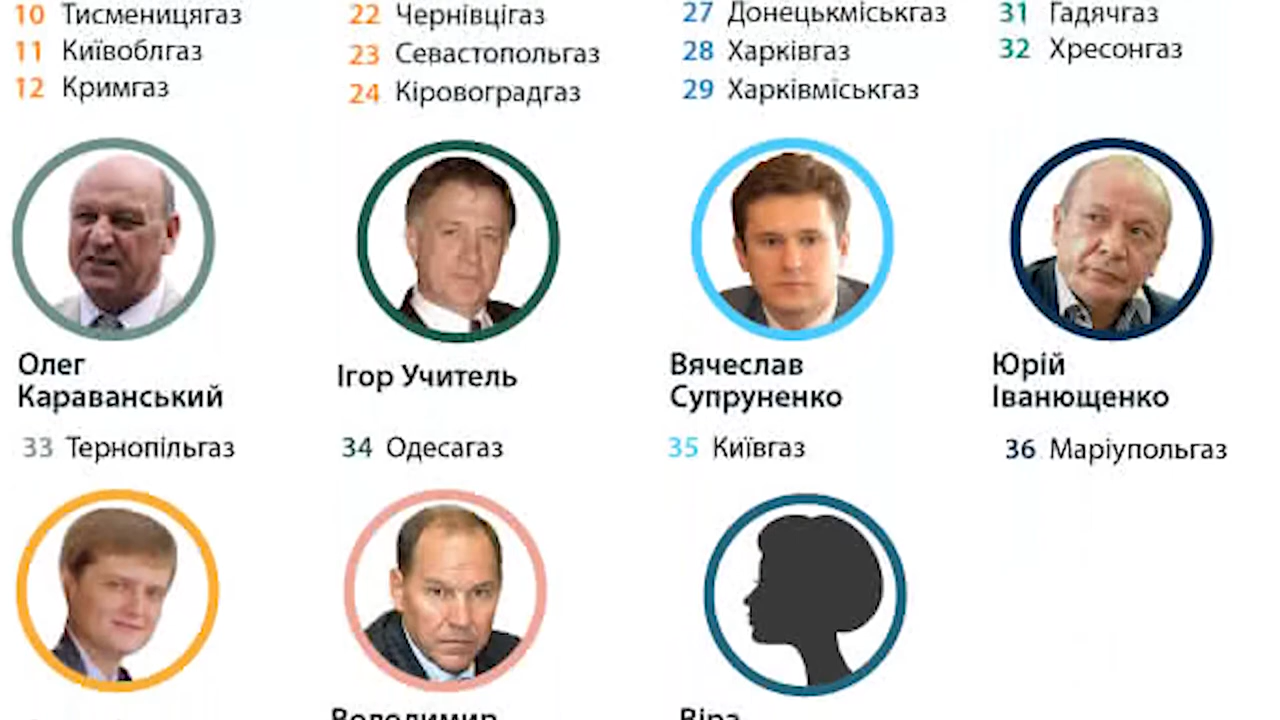 10 Тисменицягаз
11 Київоблгаз
12 Кримгаз
22 Чернівцігаз
23 Севастопольгаз
24 Кіровоградгаз
27 Донецькміськгаз
28 Харківгаз
29 Харківміськгаз
31 Гадячгаз
32 Хресонгаз
Олег
Караванський
33 Тернопільгаз
Ігор Учитель
34 Одесагаз
Вячеслав
Супруненко
35 Київгаз
Юрій
Іванющенко
36 Маріупольгаз
Володимир
Віра